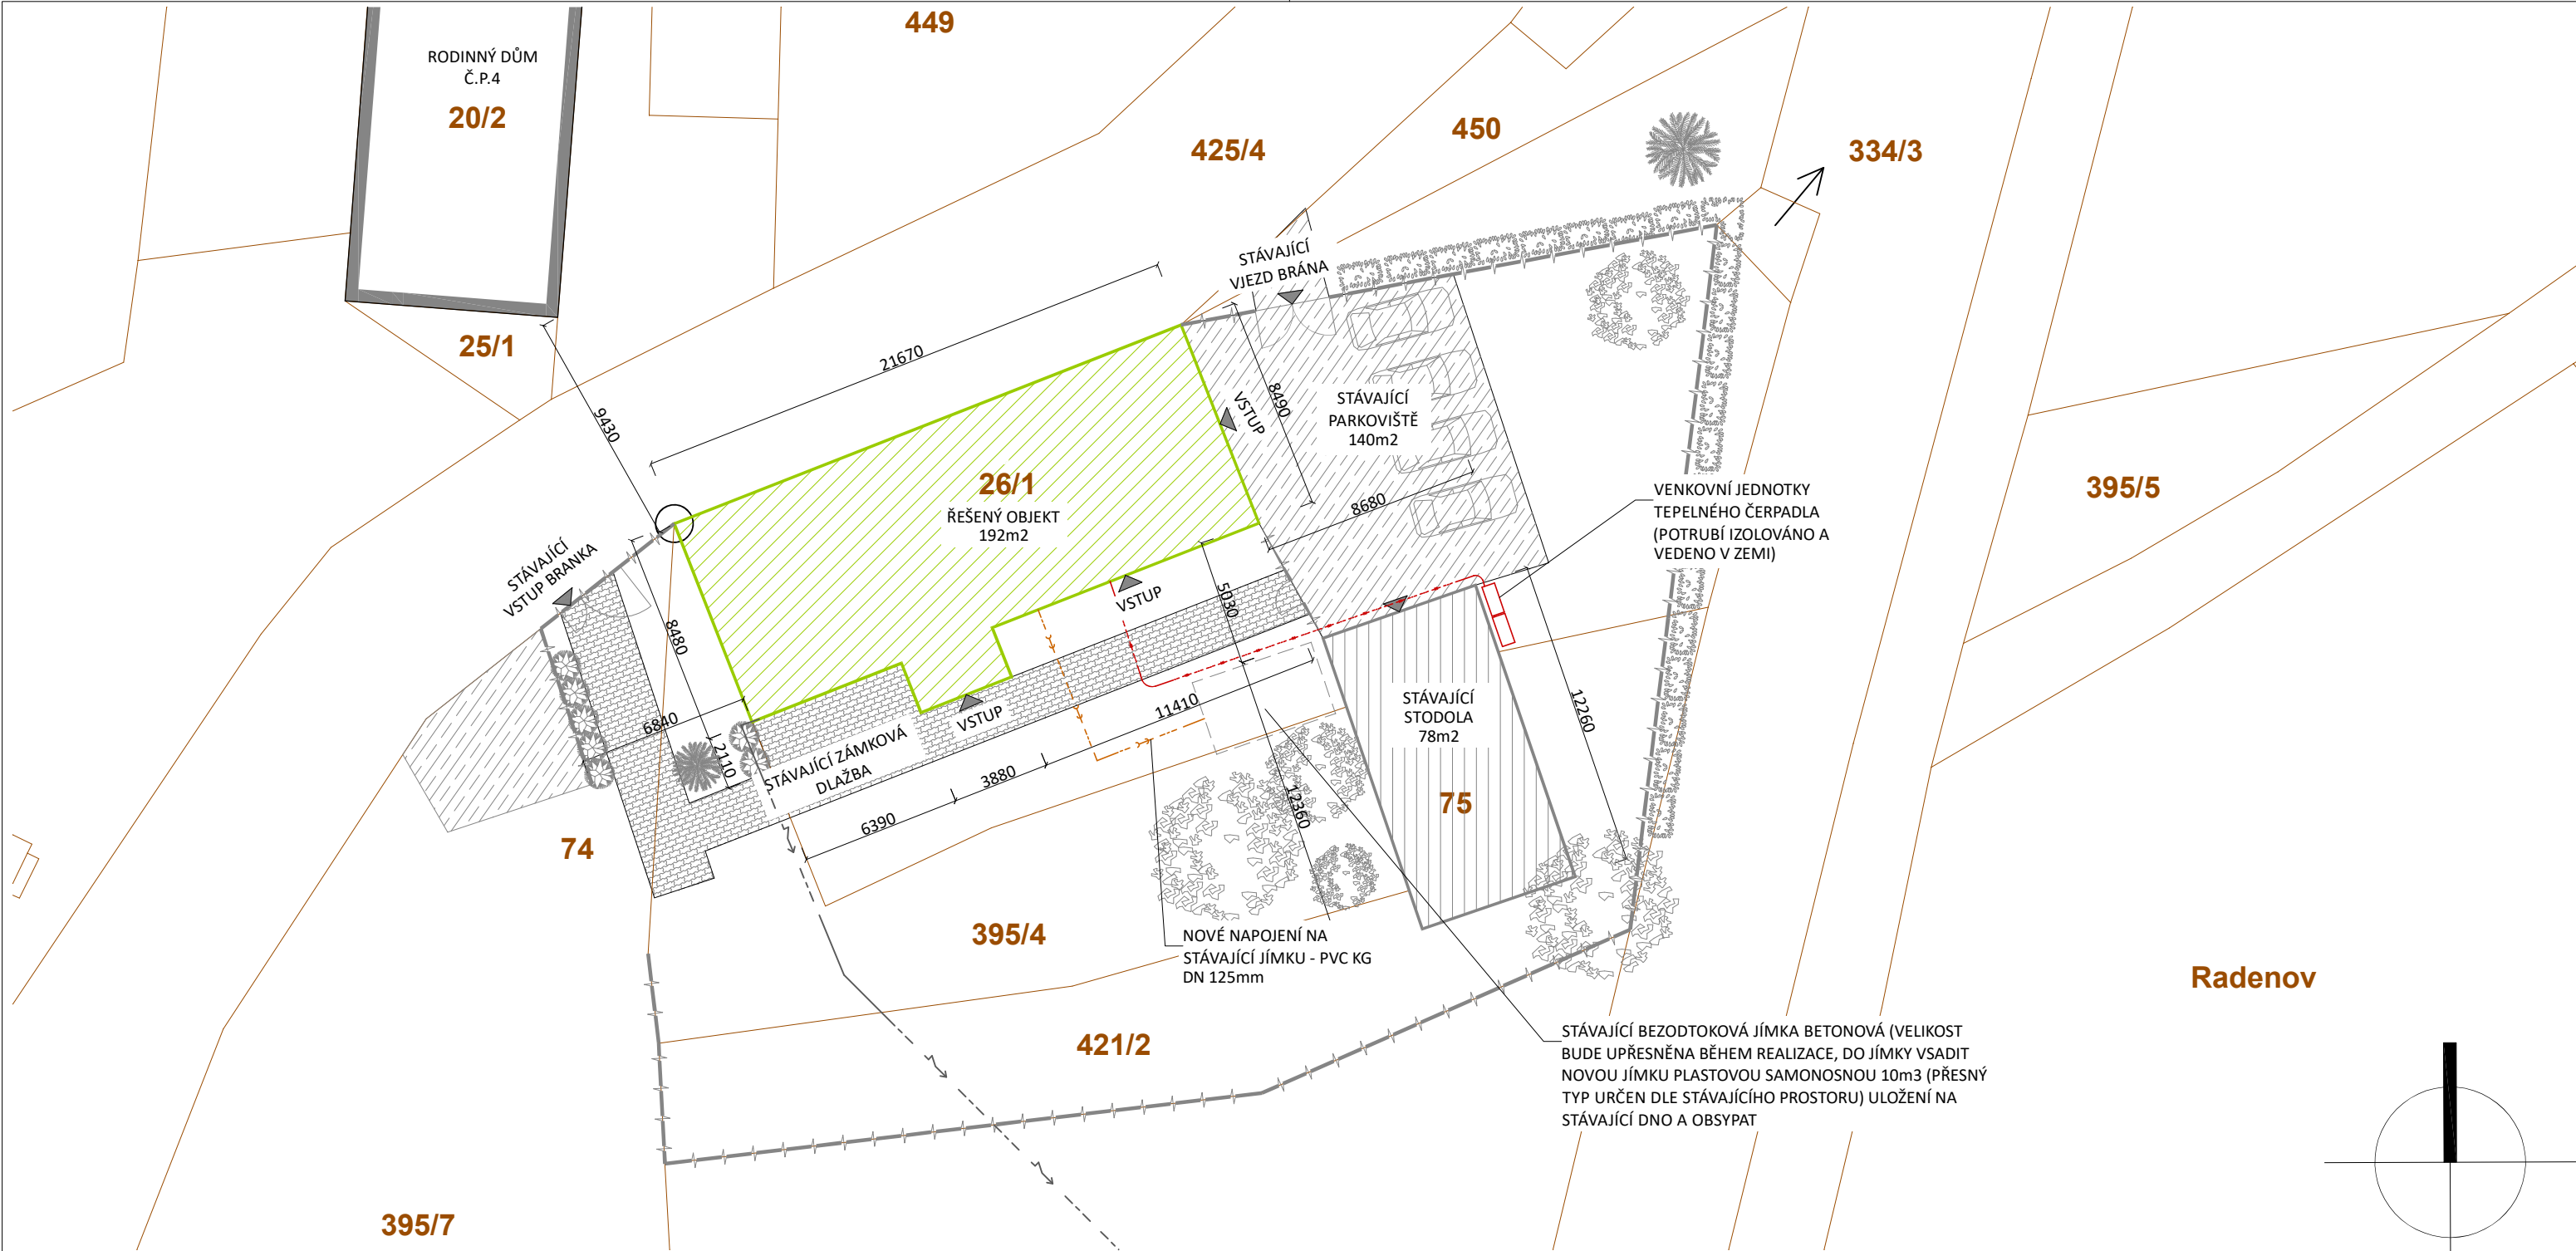 449
RODINNÝ DŮM
Č.P.4
20/2
450
425/4
334/3
STÁVAJÍCÍ
VJEZD BRÁNA
25/1
21670
9430
8490
VSTUP
STÁVAJÍCÍ
PARKOVIŠTĚ
140m2
26/1
ŘEŠENÝ OBJEKT
192m2
8680
VENKOVNÍ JEDNOTKY
TEPELNÉHO ČERPADLA
(POTRUBÍ IZOLOVÁNO A
VEDENO V ZEMI)
395/5
STÁVAJÍCÍ
VSTUP BRANKA
8480
VSTUP
5030
6840
2110
VSTUP
11410
STÁVAJÍCÍ
STODOLA
78m2
12260
STÁVAJÍCÍ ZÁMKOVÁ
DLAŽBA
3880
6390
12360
75
74
395/4
NOVÉ NAPOJENÍ NA
STÁVAJÍCÍ JÍMKU - PVC KG
DN 125mm
Radenov
421/2
STÁVAJÍCÍ BEZODTOKOVÁ JÍMKA BETONOVÁ (VELIKOST
BUDE UPŘESNĚNA BĚHEM REALIZACE, DO JÍMKY VSADIT
NOVOU JÍMKU PLASTOVOU SAMONOSNOU 10m3 (PŘESNÝ
TYP URČEN DLE STÁVAJÍCÍHO PROSTORU) ULOŽENÍ NA
STÁVAJÍCÍ DNO A OBSYPAT
395/7